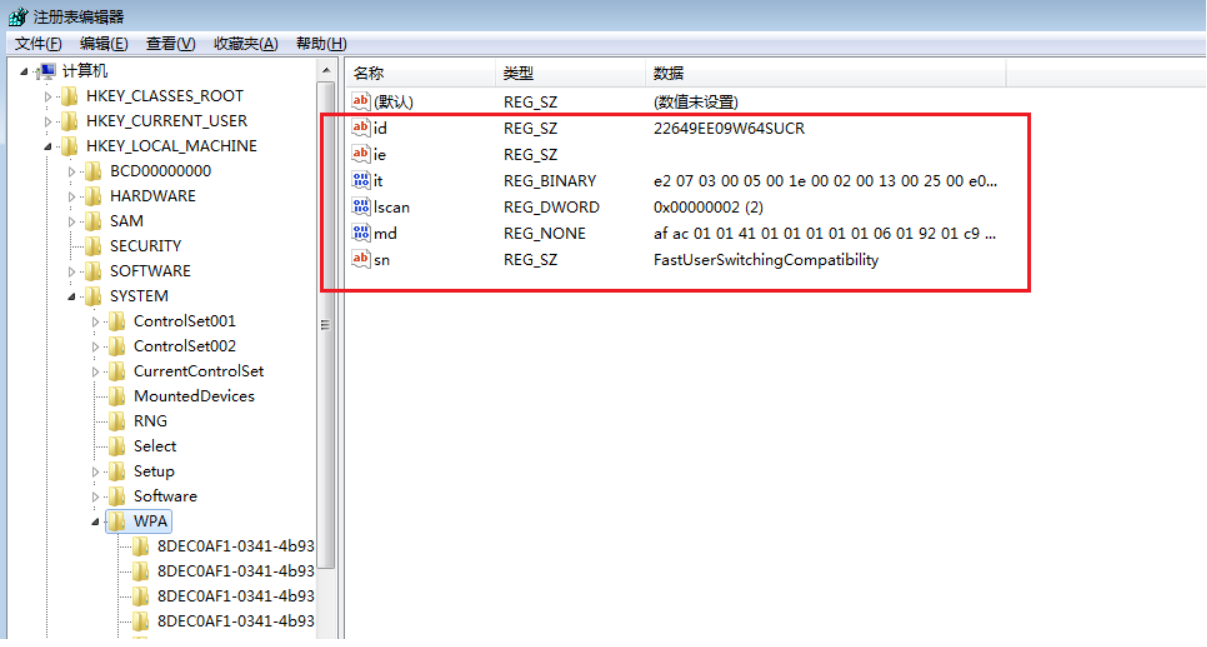 注册表编辑器
文件(F) 编辑(E) 查看(V) 收藏夹(A) 帮助(H)
计算机
HKEY_CLASSES_ROOT
HKEY_CURRENT_USER
HKEY_LOCAL_MACHINE
BCD00000000
HARDWARE
SAM
SECURITY
SOFTWARE
SYSTEM
ControlSet001
ControlSet002
CurrentControlSet
MountedDevices
RNG
Select
Setup
Software
WPA
8DEC0AF1-0341-4b93
8DEC0AF1-0341-4b93
8DEC0AF1-0341-4b93
8DEC0AF1-0341-4b93
名称 类型 数据
(默认) REG_SZ (数值未设置)
id REG_SZ 22649EE09W64SUCR
ie REG_SZ
it REG_BINARY e2 07 03 00 05 00 1e 00 02 00 13 00 25 00 e0...
lscan REG_DWORD 0x00000002 (2)
md REG_NONE af ac 01 01 41 01 01 01 01 01 06 01 92 01 c9 ...
sn REG_SZ FastUserSwitchingCompatibility